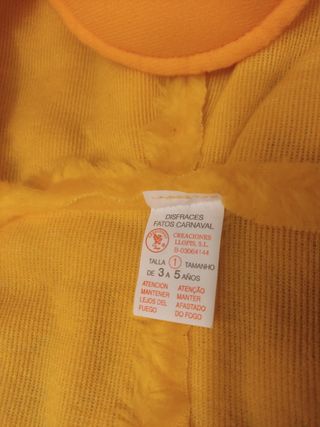 DISFRACES
FATOS CARNAVAL
CREACIONES
LLOPIS, S.L.
B-03064144
TALLA 1 TAMANHO
DE 3 A 5 AÑOS
ATENCION
MANTENER
LEJOS DEL
FUEGO
ATENÇÃO
MANTER
AFASTADO
DO FOGO